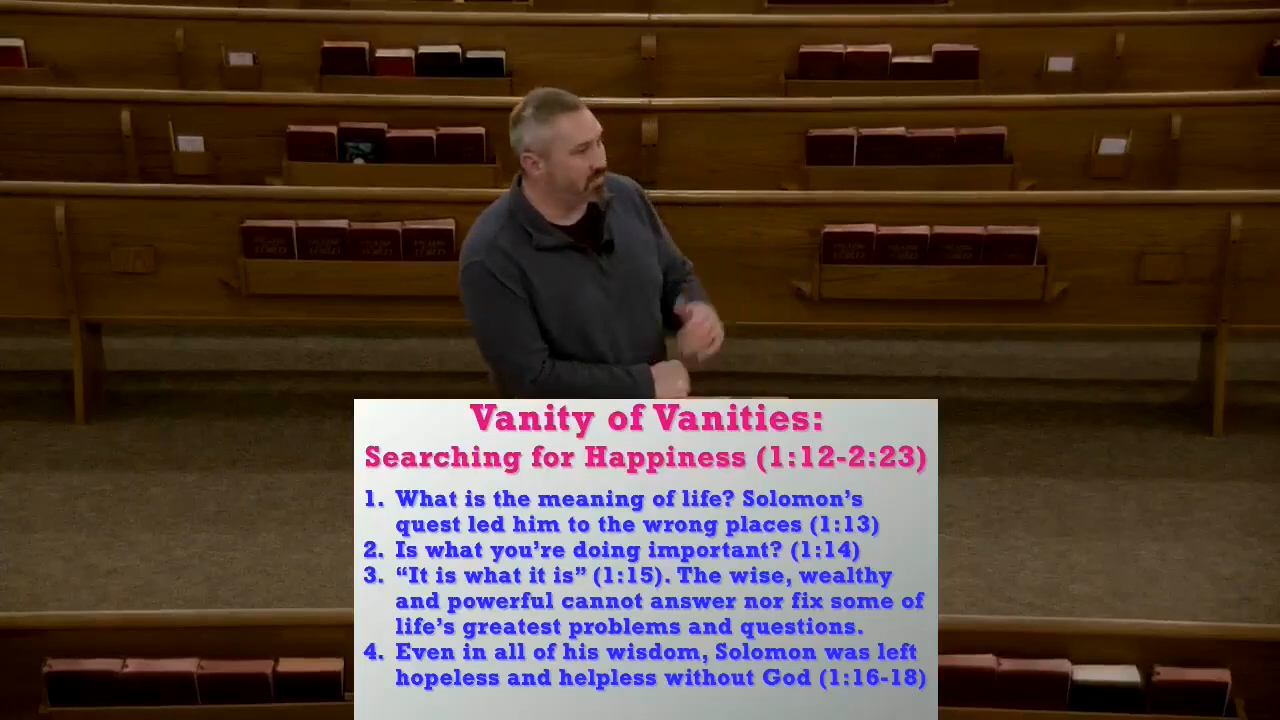 Vanity of Vanities:
Searching for Happiness (1:12-2:23)
1. What is the meaning of life? Solomon's
quest led him to the wrong places (1:13)
2. Is what you're doing important? (1:14)
3. “It is what it is” (1:15). The wise, wealthy
and powerful cannot answer nor fix some of
life's greatest problems and questions.
4. Even in all of his wisdom, Solomon was left
hopeless and helpless without God (1:16-18)